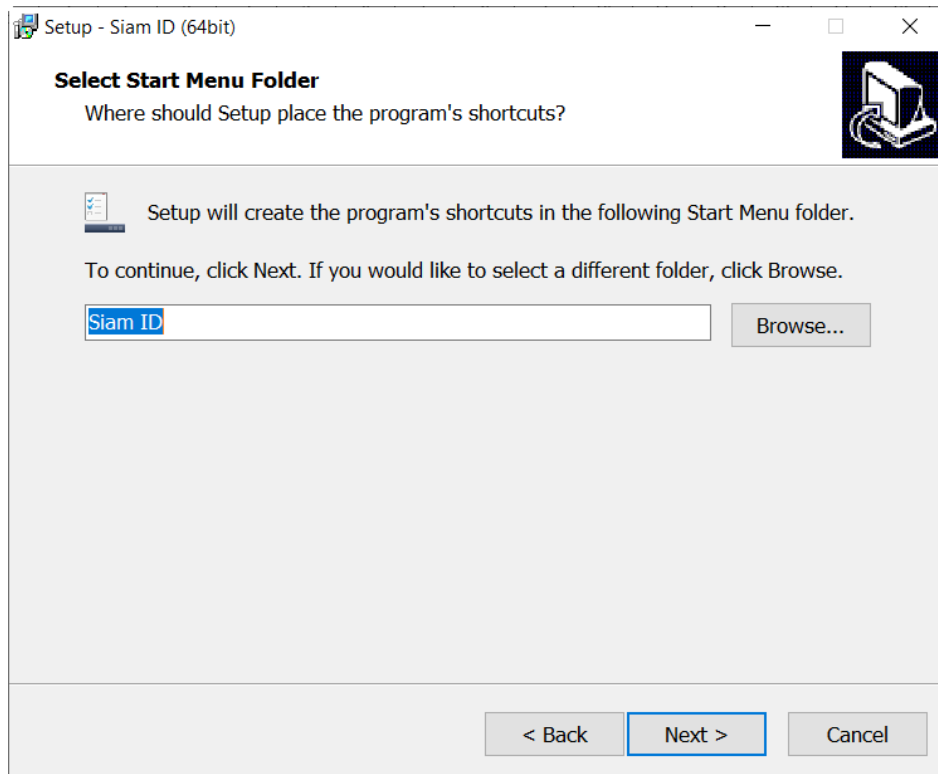 Setup - Siam ID (64bit)
Select Start Menu Folder
Where should Setup place the program's shortcuts?
Setup will create the program's shortcuts in the following Start Menu folder.
To continue, click Next. If you would like to select a different folder, click Browse.
Siam ID
Browse...
< Back
Next >
Cancel